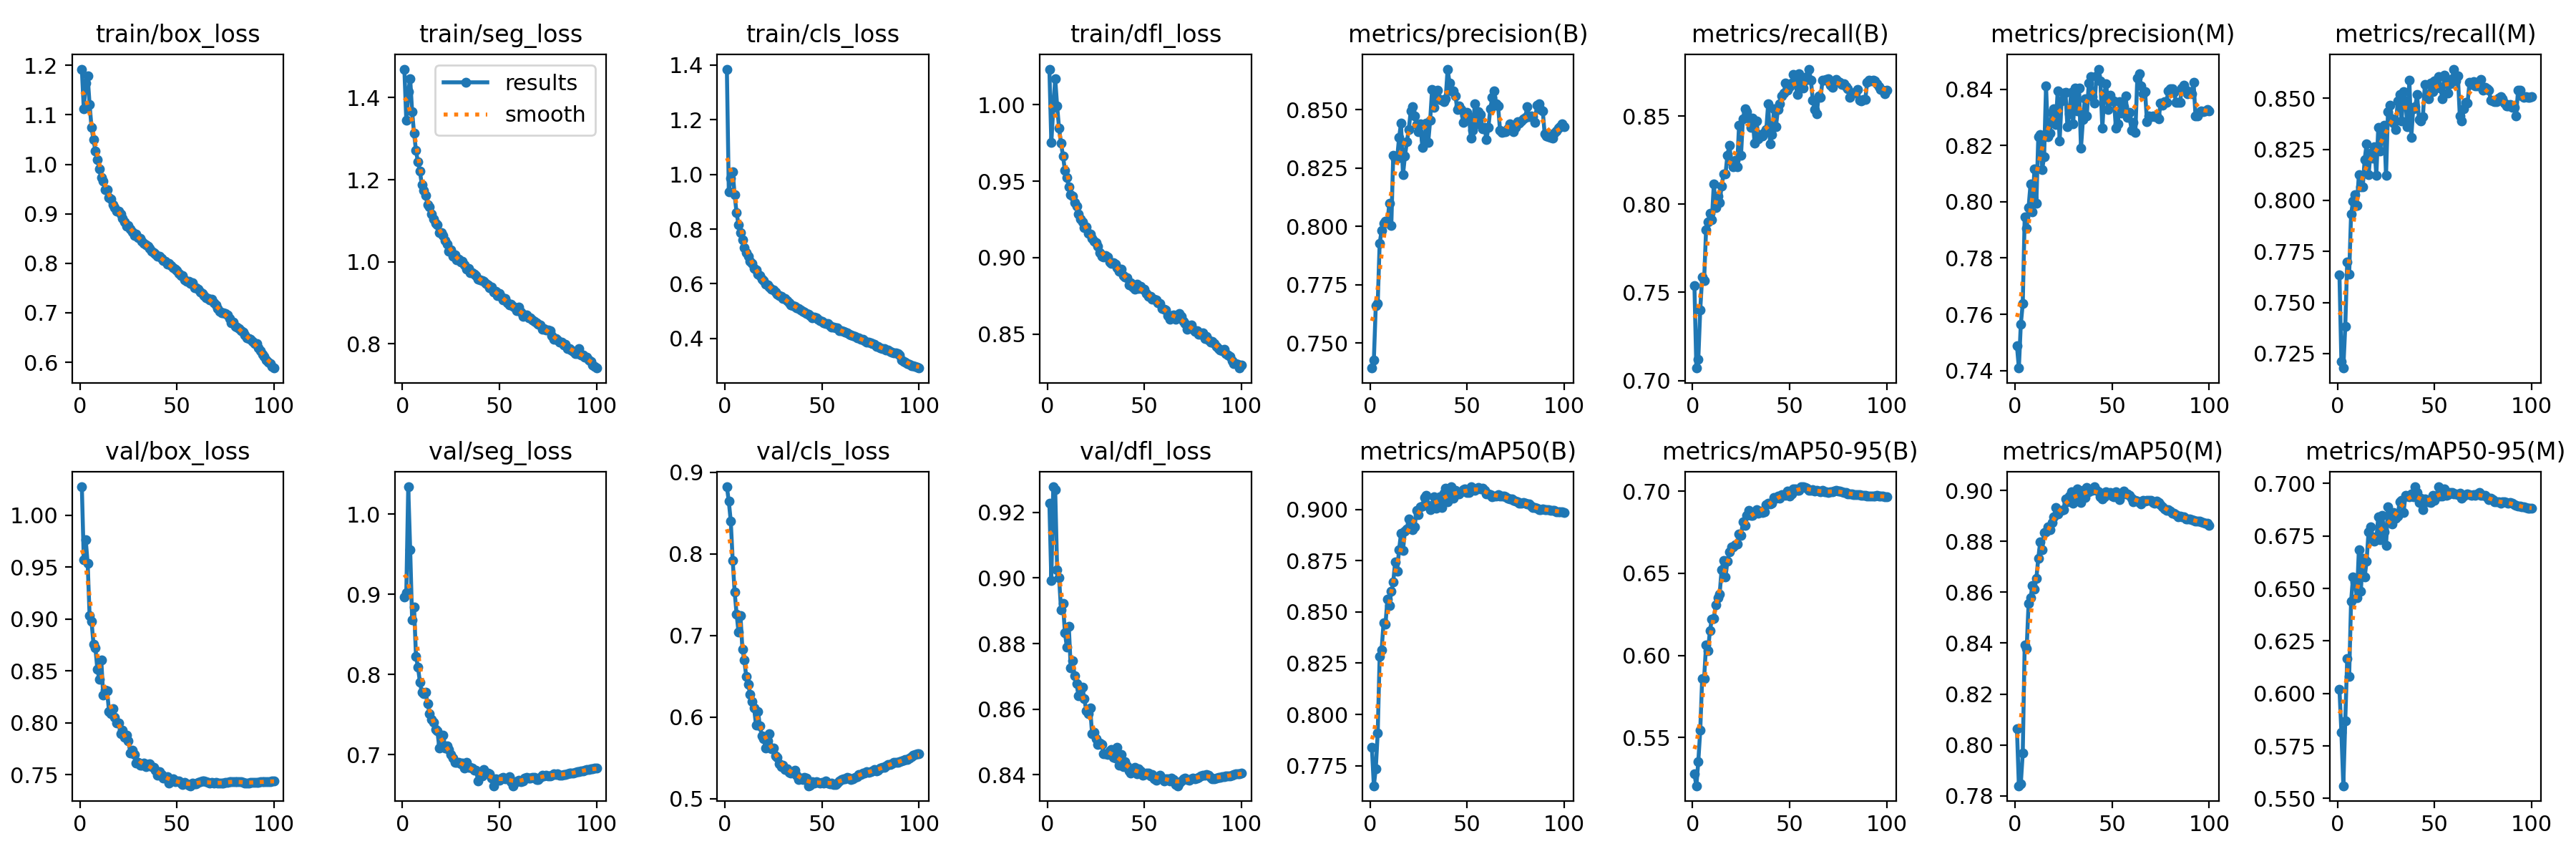 train/box_loss
1.2
1.1
1.0
0.9
0.8
0.7
0.6
0 50 100
train/seg_loss
results
smooth
1.4
1.2
1.0
0.8
0 50 100
train/cls_loss
1.4
1.2
1.0
0.8
0.6
0.4
0 50 100
train/dfl_loss
1.00
0.95
0.90
0.85
0 50 100
metrics/precision(B)
0.850
0.825
0.800
0.775
0.750
0 50 100
metrics/recall(B)
0.85
0.80
0.75
0.70
0 50 100
metrics/precision(M)
0.84
0.82
0.80
0.78
0.76
0.74
0 50 100
metrics/recall(M)
0.850
0.825
0.800
0.775
0.750
0.725
0 50 100
val/box_loss
1.00
0.95
0.90
0.85
0.80
0.75
0 50 100
val/seg_loss
1.0
0.9
0.8
0.7
0 50 100
val/cls_loss
0.9
0.8
0.7
0.6
0.5
0 50 100
val/dfl_loss
0.92
0.90
0.88
0.86
0.84
0 50 100
metrics/mAP50(B)
0.900
0.875
0.850
0.825
0.800
0.775
0 50 100
metrics/mAP50-95(B)
0.70
0.65
0.60
0.55
0 50 100
metrics/mAP50(M)
0.90
0.88
0.86
0.84
0.82
0.80
0.78
0 50 100
metrics/mAP50-95(M)
0.700
0.675
0.650
0.625
0.600
0.575
0.550
0 50 100